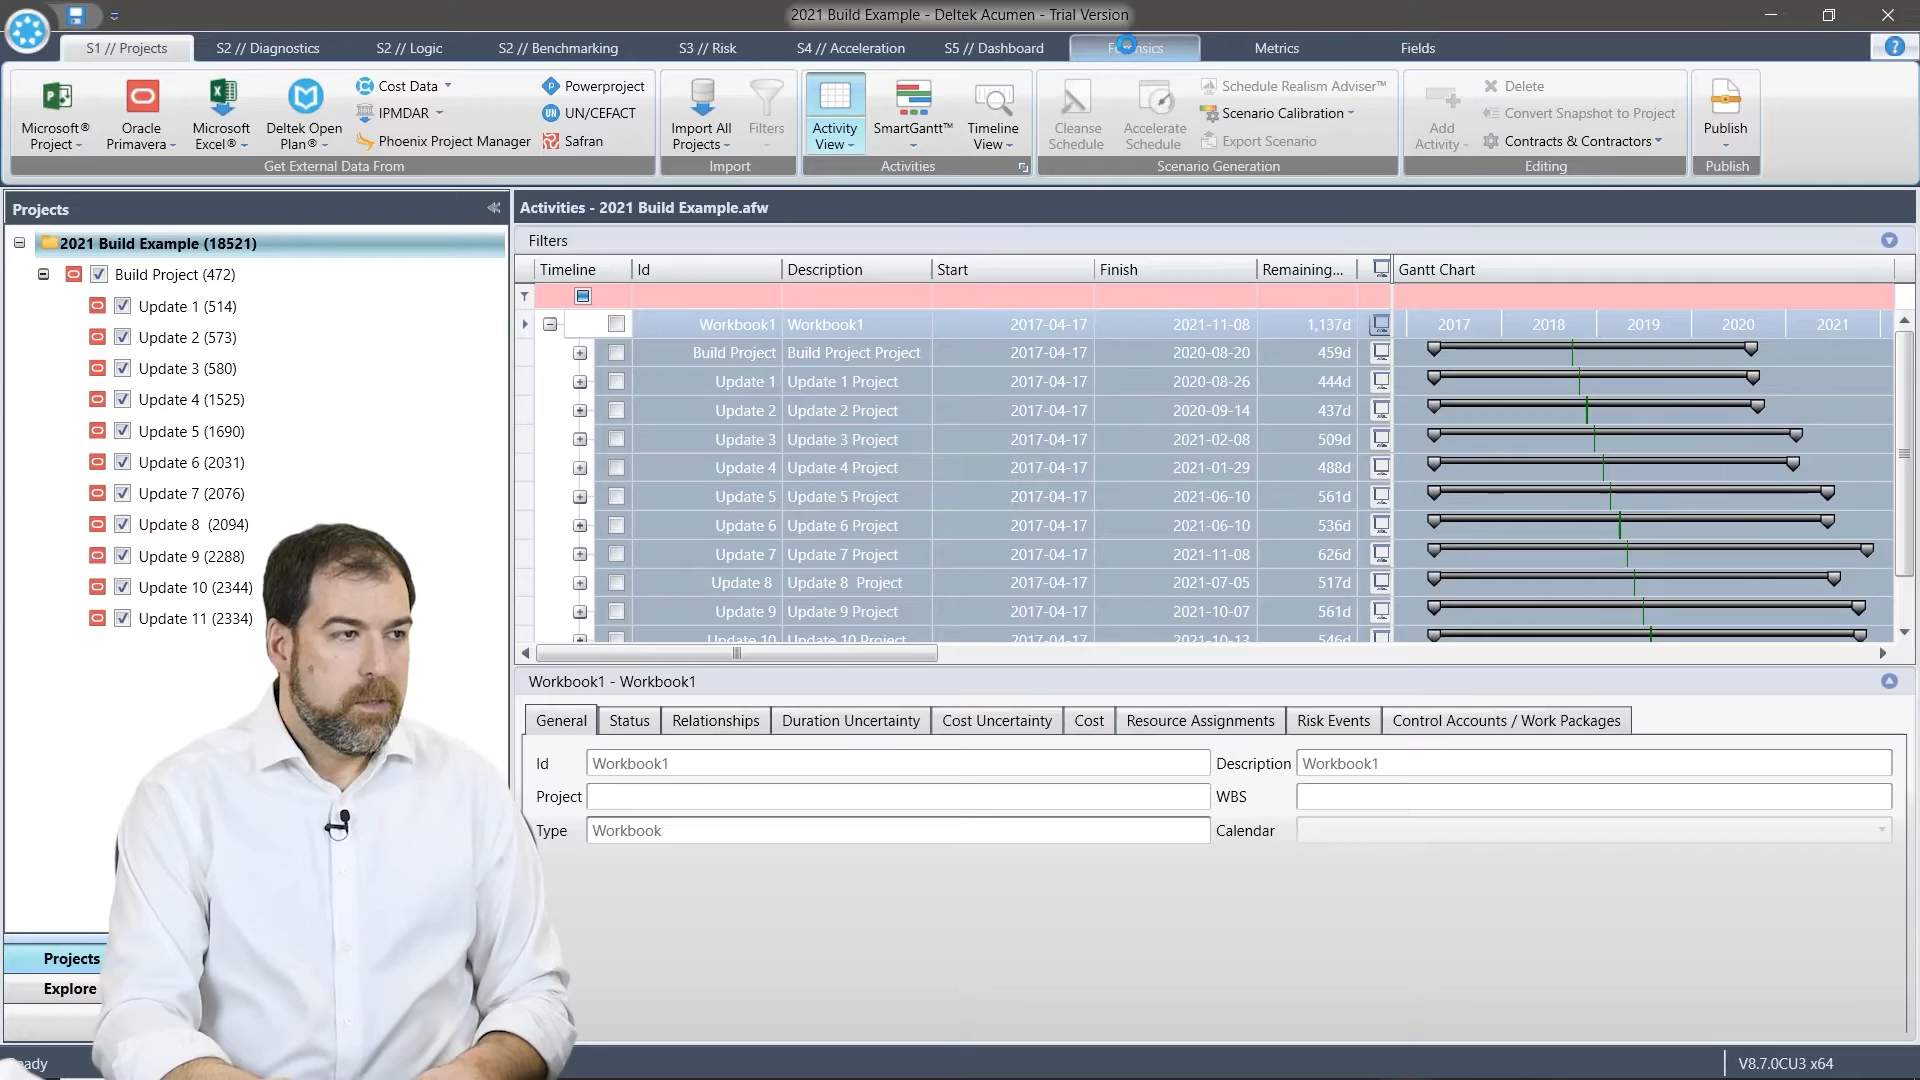 2021 Build Example - Deltek Acumen - Trial Version
S1 // Projects S2 // Diagnostics S2 // Logic S2 // Benchmarking S3 // Risk S4 // Acceleration S5 // Dashboard Forensics Metrics Fields
Microsoft® Project
Oracle Primavera
Microsoft Excel®
Deltek Open Plan®
Cost Data
IPMDAR
Phoenix Project Manager
Powerproject
UN UN/CEFACT
Safran
Get External Data From
Import All Projects
Filters
Import
Activity View
SmartGantt™
Timeline View
Activities
Cleanse Schedule
Accelerate Schedule
Schedule Realism Adviser™
Scenario Calibration
Export Scenario
Scenario Generation
Add Activity
Delete
Convert Snapshot to Project
Contracts & Contractors
Editing
Publish
Publish
Projects
2021 Build Example (18521)
Build Project (472)
Update 1 (514)
Update 2 (573)
Update 3 (580)
Update 4 (1525)
Update 5 (1690)
Update 6 (2031)
Update 7 (2076)
Update 8 (2094)
Update 9 (2288)
Update 10 (2344)
Update 11 (2334)
Projects
Explore
Activities - 2021 Build Example.afw
Filters
Timeline Id Description Start Finish Remaining... Gantt Chart
Workbook1 Workbook1 2017-04-17 2021-11-08 1,137d 2017 2018 2019 2020 2021
Build Project Build Project Project 2017-04-17 2020-08-20 459d
Update 1 Update 1 Project 2017-04-17 2020-08-26 444d
Update 2 Update 2 Project 2017-04-17 2020-09-14 437d
Update 3 Update 3 Project 2017-04-17 2021-02-08 509d
Update 4 Update 4 Project 2017-04-17 2021-01-29 488d
Update 5 Update 5 Project 2017-04-17 2021-06-10 561d
Update 6 Update 6 Project 2017-04-17 2021-06-10 536d
Update 7 Update 7 Project 2017-04-17 2021-11-08 626d
Update 8 Update 8 Project 2017-04-17 2021-07-05 517d
Update 9 Update 9 Project 2017-04-17 2021-10-07 561d
Update 10 Update 10 Project 2017-04-17 2021-10-13 546d
Workbook1 - Workbook1
General Status Relationships Duration Uncertainty Cost Uncertainty Cost Resource Assignments Risk Events Control Accounts / Work Packages
Id Workbook1 Description Workbook1
Project WBS
Type Workbook Calendar
eady V8.7.0CU3 x64